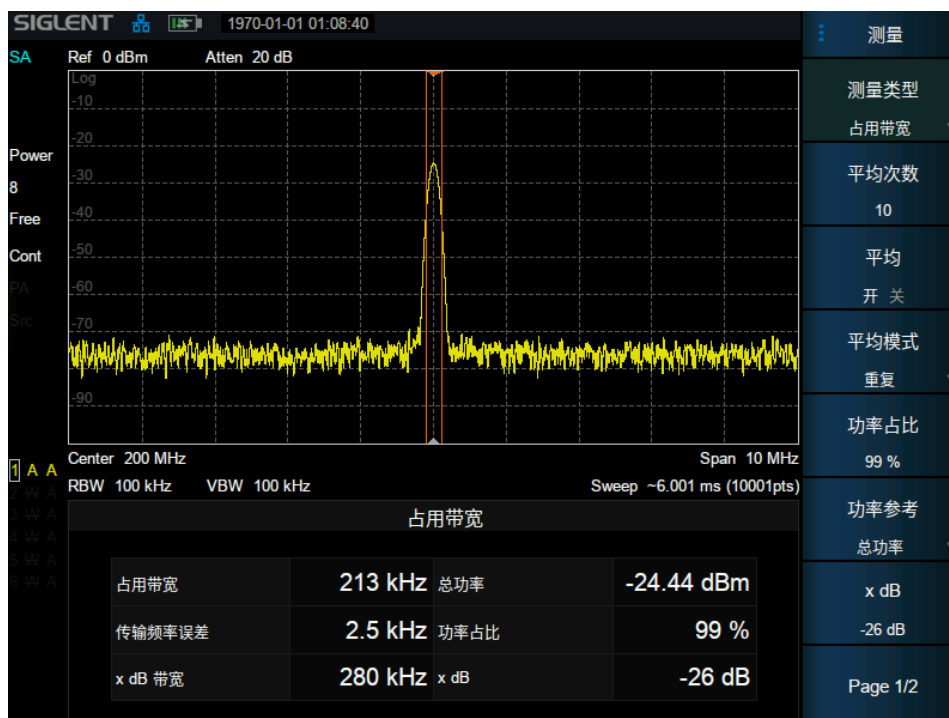 SIGLENT 1970-01-01 01:08:40
测量
SA Ref 0 dBm Atten 20 dB
Log
-10
-20
-30
-40
-50
-60
-70
-90
Power
8
Free
Cont
PA
Src
Center 200 MHz Span 10 MHz
RBW 100 kHz VBW 100 kHz Sweep ~6.001 ms (10001pts)
1 A A
2 W A
3 W A
4 W A
5 W A
6 W A
占用带宽
占用带宽 213 kHz 总功率 -24.44 dBm
传输频率误差 2.5 kHz 功率占比 99 %
x dB 带宽 280 kHz x dB -26 dB
测量类型
占用带宽
平均次数
10
平均
开 关
平均模式
重复
功率占比
99 %
功率参考
总功率
x dB
-26 dB
Page 1/2